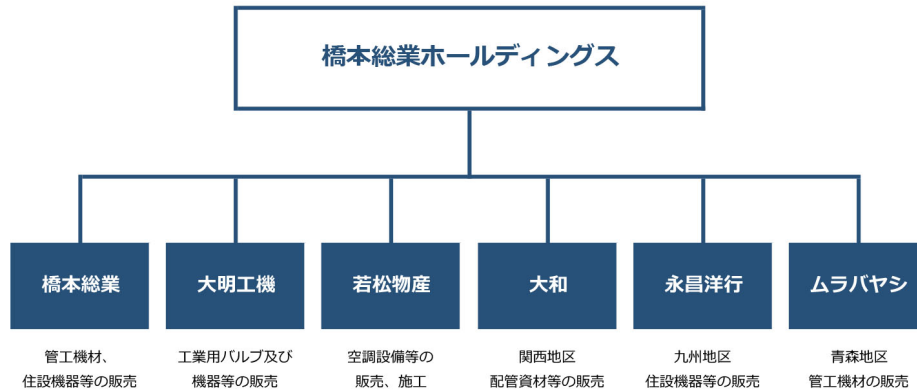 橋本総業ホールディングス
橋本総業
大明工機
若松物産
大和
永昌洋行
ムラバヤシ
管工機材、
住設機器等の販売
工業用バルブ及び
機器等の販売
空調設備等の
販売、施工
関西地区
配管資材等の販売
九州地区
住設機器等の販売
青森地区
管工機材の販売